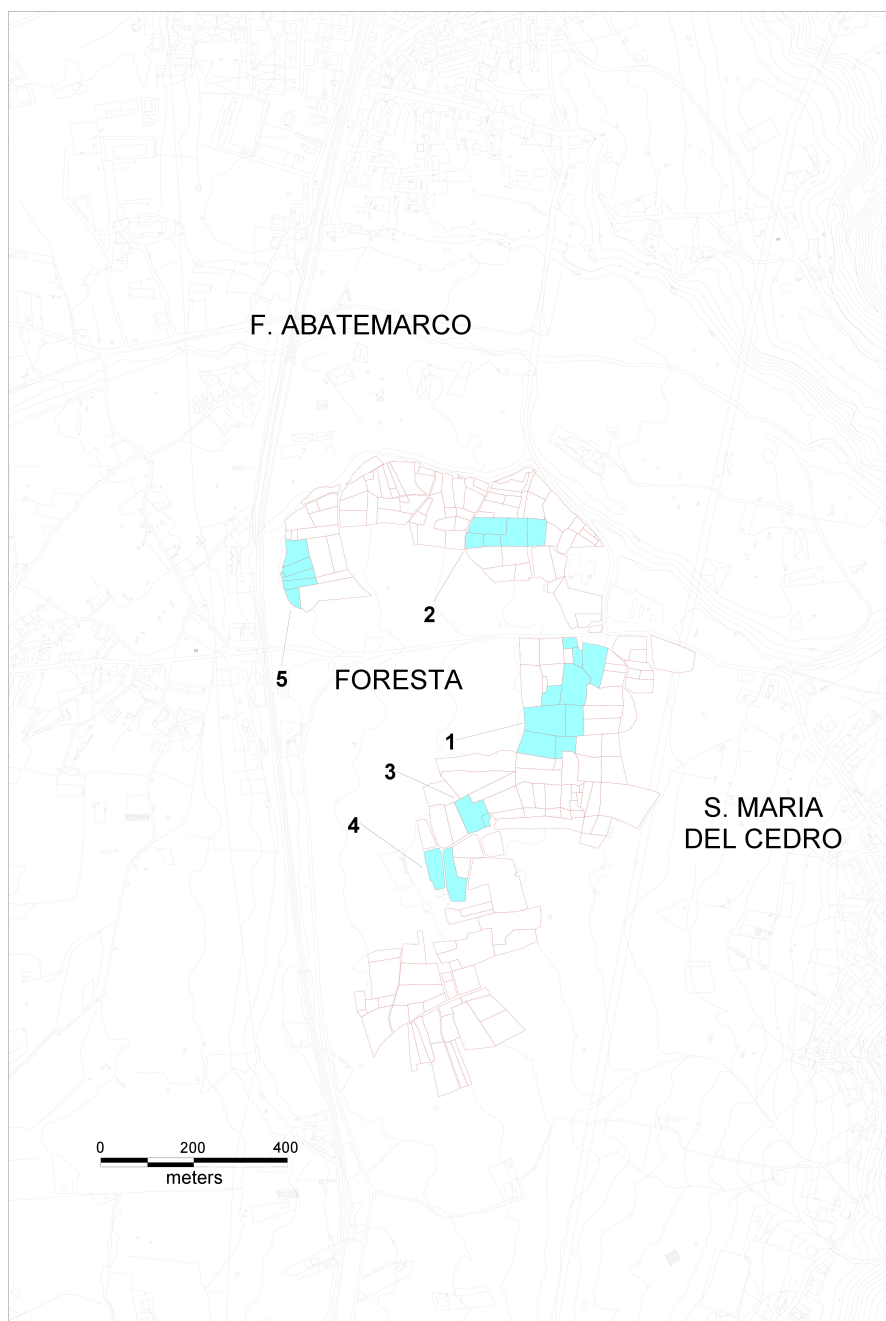 F. ABATEMARCO
2
5
FORESTA
1
3
S. MARIA
DEL CEDRO
4
0 200 400
meters